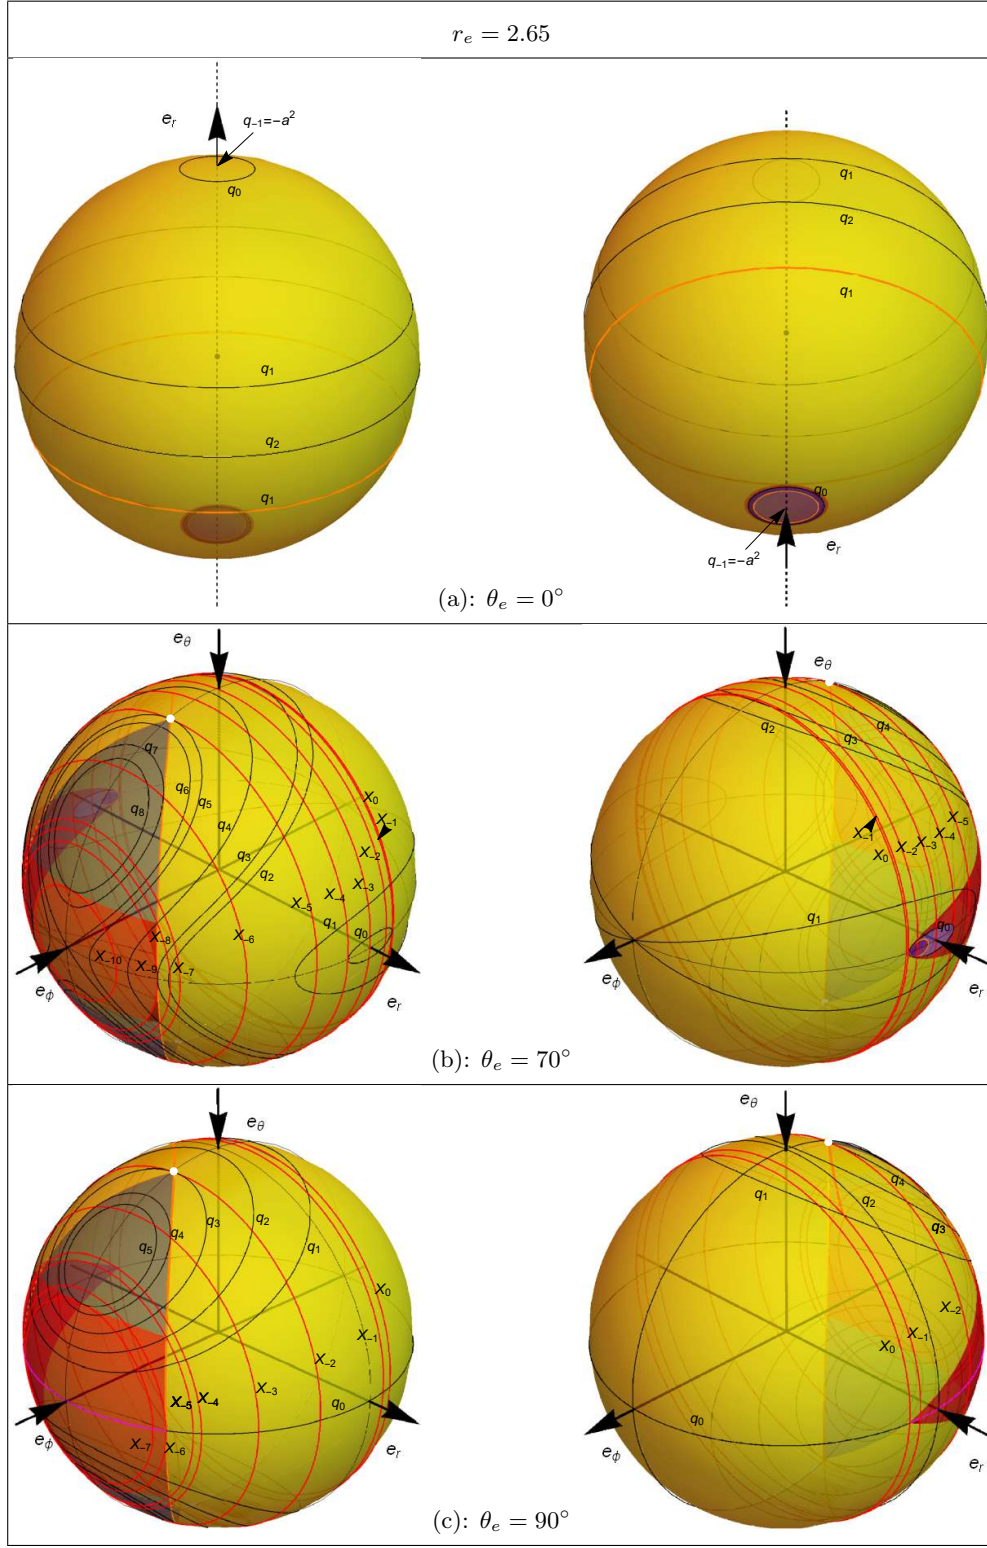 r_e = 2.65
e_r
q_{-1}=-a^2
q_0
q_1
q_2
q_1
q_1
q_2
q_1
q_0
q_{-1}=-a^2
e_r
(a): θ_e = 0°
e_θ
q_7
q_6
q_5
q_8
q_4
q_3
q_2
X_0
X_{-1}
X_{-2}
X_{-3}
X_{-4}
X_{-5}
X_{-6}
q_1
q_0
X_{-8}
X_{-10}
X_{-9}
X_{-7}
e_ϕ
e_r
e_θ
q_2
q_3
q_4
X_{-5}
X_{-4}
X_{-3}
X_{-2}
X_{-1}
X_0
q_1
q_0
e_ϕ
e_r
(b): θ_e = 70°
e_θ
q_5
q_4
q_3
q_2
q_1
X_0
X_{-1}
X_{-2}
X_{-3}
X_{-4}
X_{-5}
q_0
X_{-7}
X_{-6}
e_ϕ
e_r
e_θ
q_1
q_2
q_4
q_3
X_{-2}
X_{-1}
X_0
q_0
e_ϕ
e_r
(c): θ_e = 90°